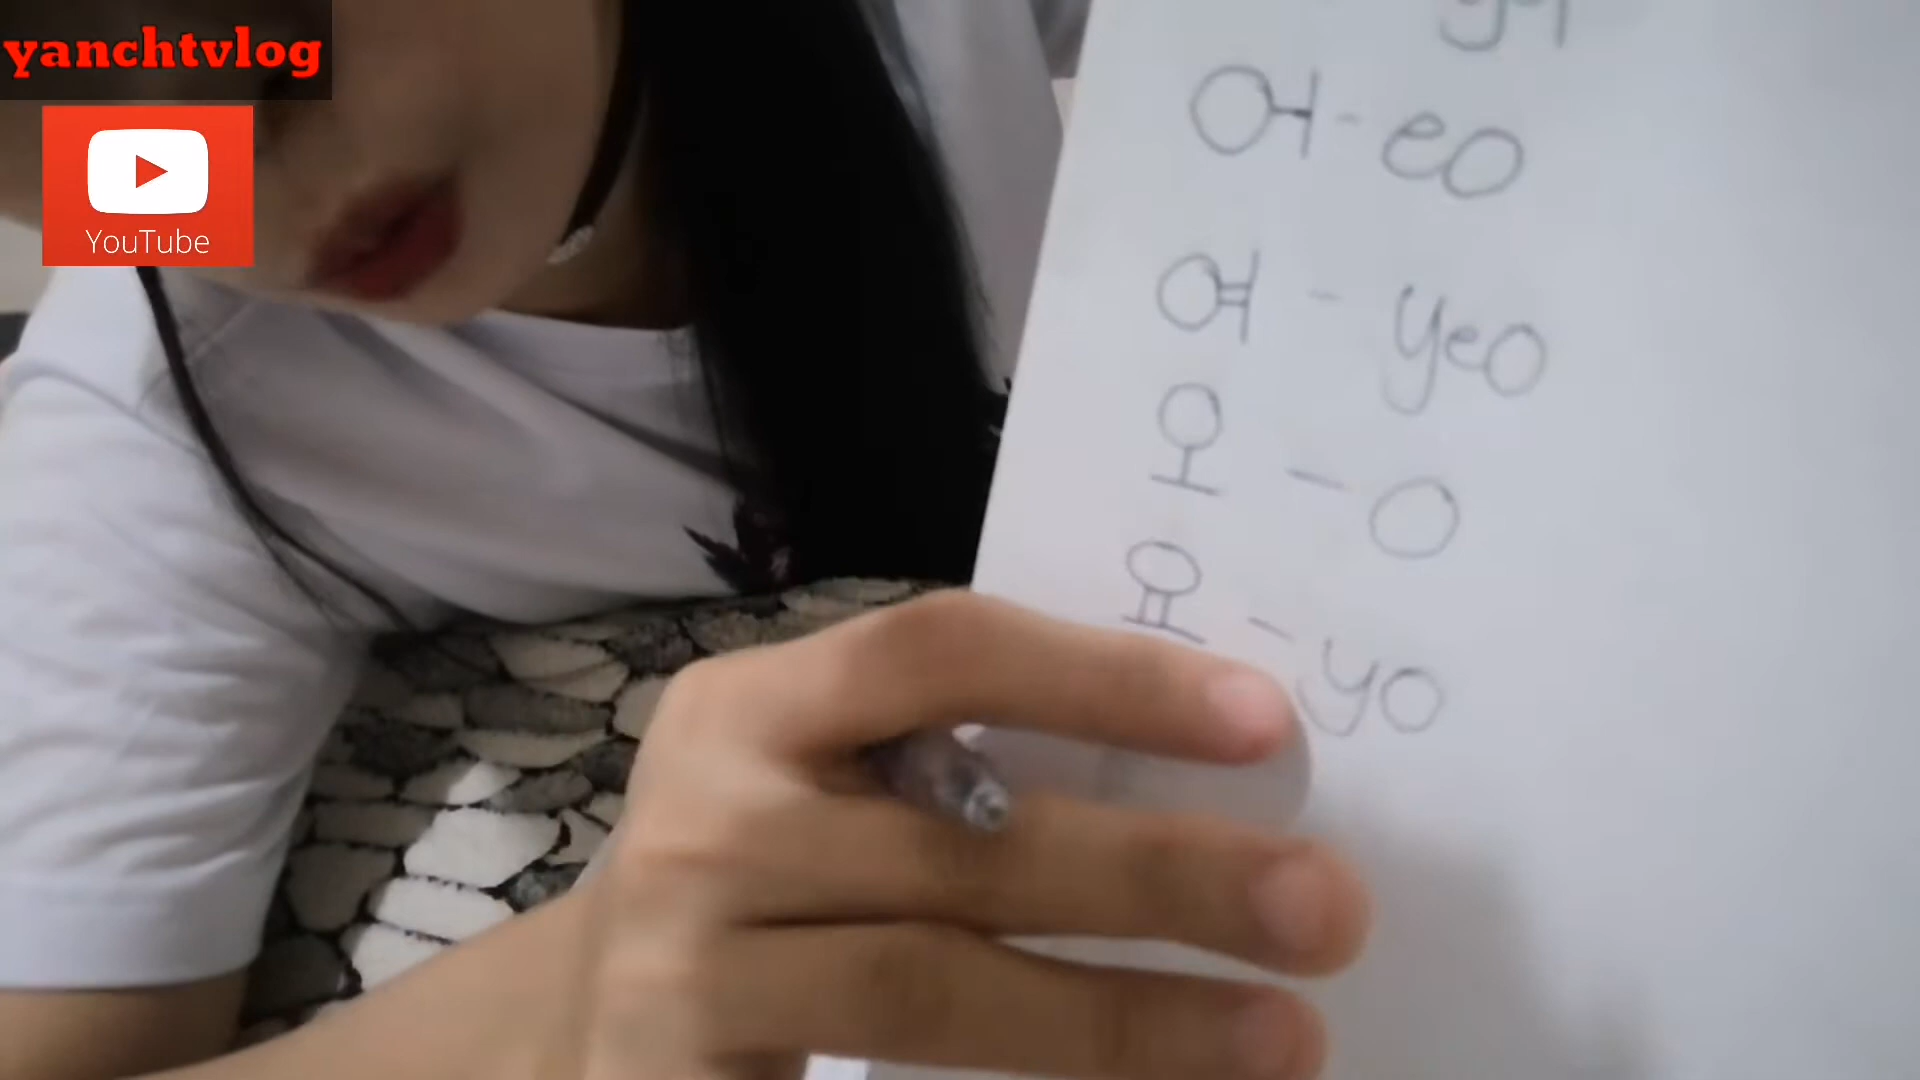 yanchtvlog
YouTube
어 - eo
여 - yeo
오 - o
요 - yo